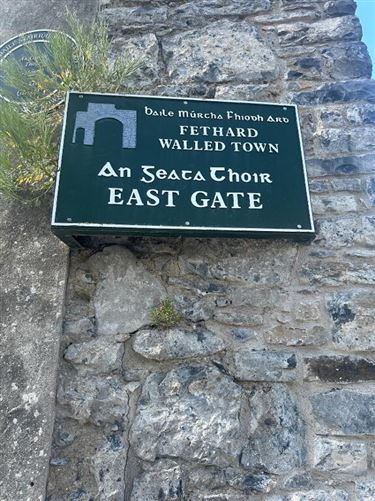 Baile Múrtha Fhiodh Ard
FETHARD
WALLED TOWN
An Geata Thoir
EAST GATE